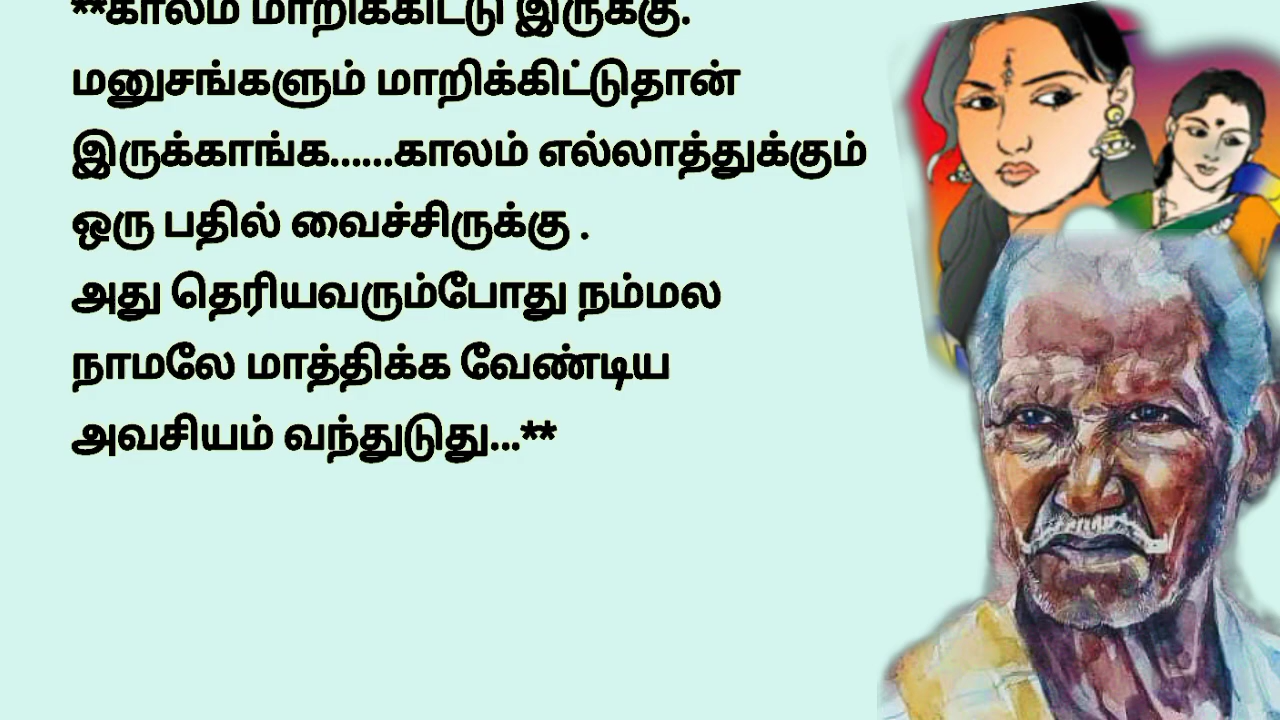 **காலம் மாறிக்கிட்டு இருக்கு.
மனுசங்களும் மாறிக்கிட்டுதான்
இருக்காங்க......காலம் எல்லாத்துக்கும்
ஒரு பதில் வைச்சிருக்கு .
அது தெரியவரும்போது நம்மல
நாமலே மாத்திக்க வேண்டிய
அவசியம் வந்துடுது...**